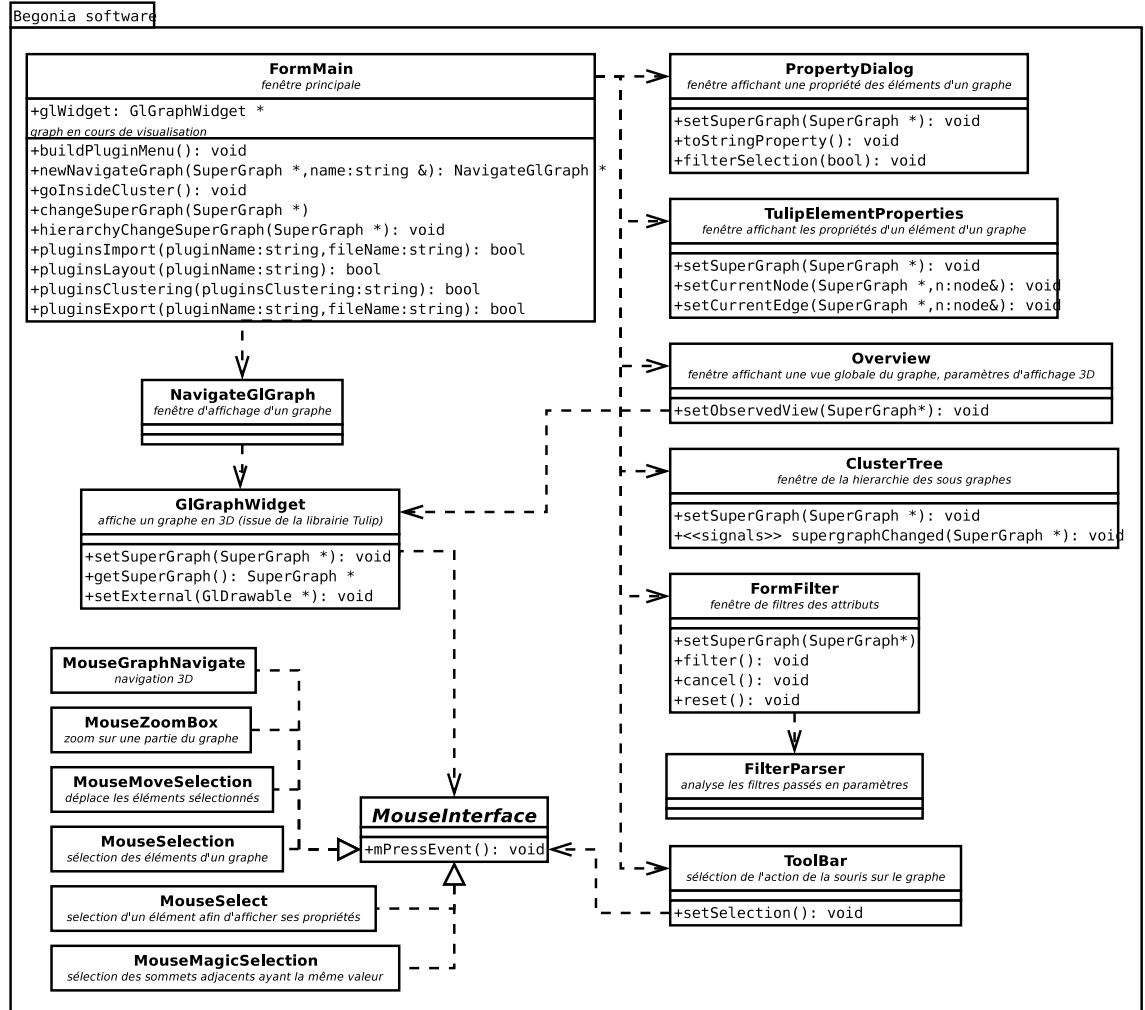 Begonia software
FormMain
fenêtre principale
+glWidget: GlGraphWidget *
graph en cours de visualisation
+buildPluginMenu(): void
+newNavigateGraph(SuperGraph *,name:string &): NavigateGlGraph *
+goInsideCluster(): void
+changeSuperGraph(SuperGraph *)
+hierarchyChangeSuperGraph(SuperGraph *): void
+pluginsImport(pluginName:string,fileName:string): bool
+pluginsLayout(pluginName:string): bool
+pluginsClustering(pluginsClustering:string): bool
+pluginsExport(pluginName:string,fileName:string): bool
NavigateGlGraph
fenêtre d'affichage d'un graphe
GlGraphWidget
affiche un graphe en 3D (issue de la librairie Tulip)
+setSuperGraph(SuperGraph *): void
+getSuperGraph(): SuperGraph *
+setExternal(GlDrawable *): void
MouseGraphNavigate
navigation 3D
MouseZoomBox
zoom sur une partie du graphe
MouseMoveSelection
déplace les éléments sélectionnés
MouseSelection
sélection des éléments d'un graphe
MouseSelect
selection d'un élément afin d'afficher ses propriétés
MouseMagicSelection
sélection des sommets adjacents ayant la même valeur
MouseInterface
+mPressEvent(): void
PropertyDialog
fenêtre affichant une propriété des éléments d'un graphe
+setSuperGraph(SuperGraph *): void
+toStringProperty(): void
+filterSelection(bool): void
TulipElementProperties
fenêtre affichant les propriétés d'un élément d'un graphe
+setSuperGraph(SuperGraph *): void
+setCurrentNode(SuperGraph *,n:node&): void
+setCurrentEdge(SuperGraph *,n:node&): void
Overview
fenêtre affichant une vue globale du graphe, paramètres d'affichage 3D
+setObservedView(SuperGraph*): void
ClusterTree
fenêtre de la hierarchie des sous graphes
+setSuperGraph(SuperGraph *): void
+<<signals>> supergraphChanged(SuperGraph *): void
FormFilter
fenêtre de filtres des attributs
+setSuperGraph(SuperGraph*)
+filter(): void
+cancel(): void
+reset(): void
FilterParser
analyse les filtres passés en paramètres
ToolBar
séléction de l'action de la souris sur le graphe
+setSelection(): void